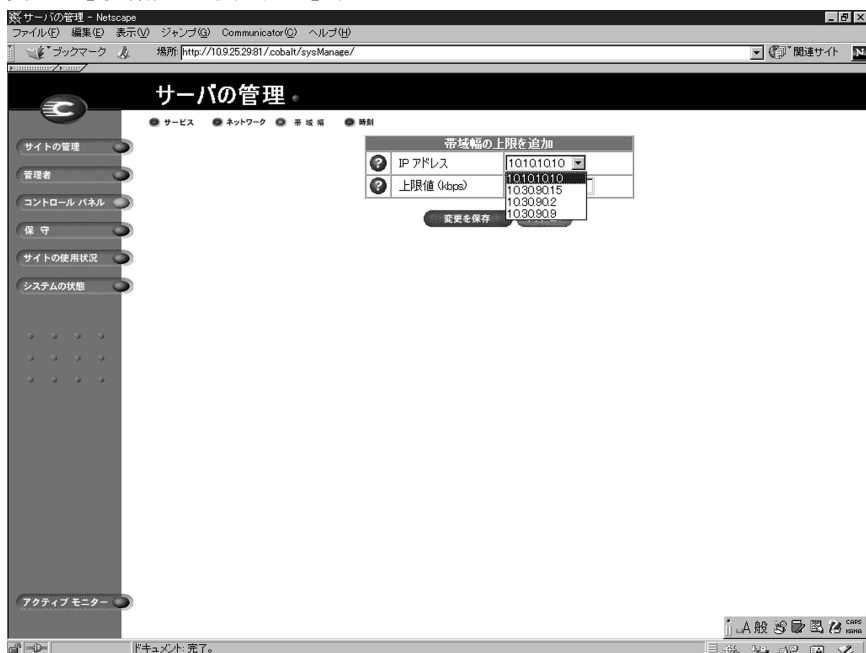 サーバの管理 - Netscape
ファイル(F) 編集(E) 表示(V) ジャンプ(G) Communicator(C) ヘルプ(H)
ブックマーク 場所: http://10.9.25.29:81/.cobalt/sysManage/ 関連サイト N
サーバの管理
サービス ネットワーク 帯域幅 時刻
サイトの管理
管理者
コントロール パネル
保守
サイトの使用状況
システムの状態
帯域幅の上限を追加
IP アドレス 10.10.10.10
上限値 (kbps)
10.10.10.10
10.30.90.15
10.30.90.2
10.30.90.9
変更を保存
アクティブ モニター
A 般 CAPS KANA
ドキュメント: 完了。